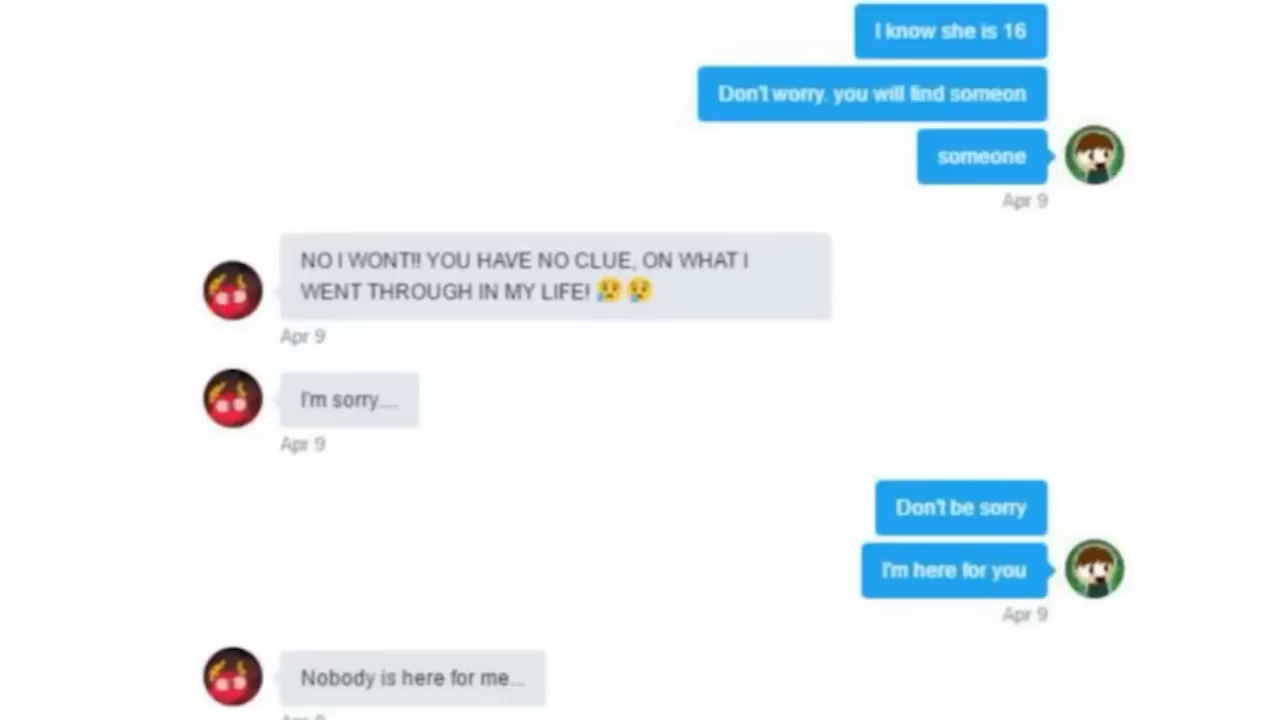 I know she is 16
Don't worry. you will find someon
someone
Apr 9
NO I WONT!! YOU HAVE NO CLUE, ON WHAT I
WENT THROUGH IN MY LIFE! 😢😢
Apr 9
I'm sorry....
Apr 9
Don't be sorry
I'm here for you
Apr 9
Nobody is here for me...
Apr 9